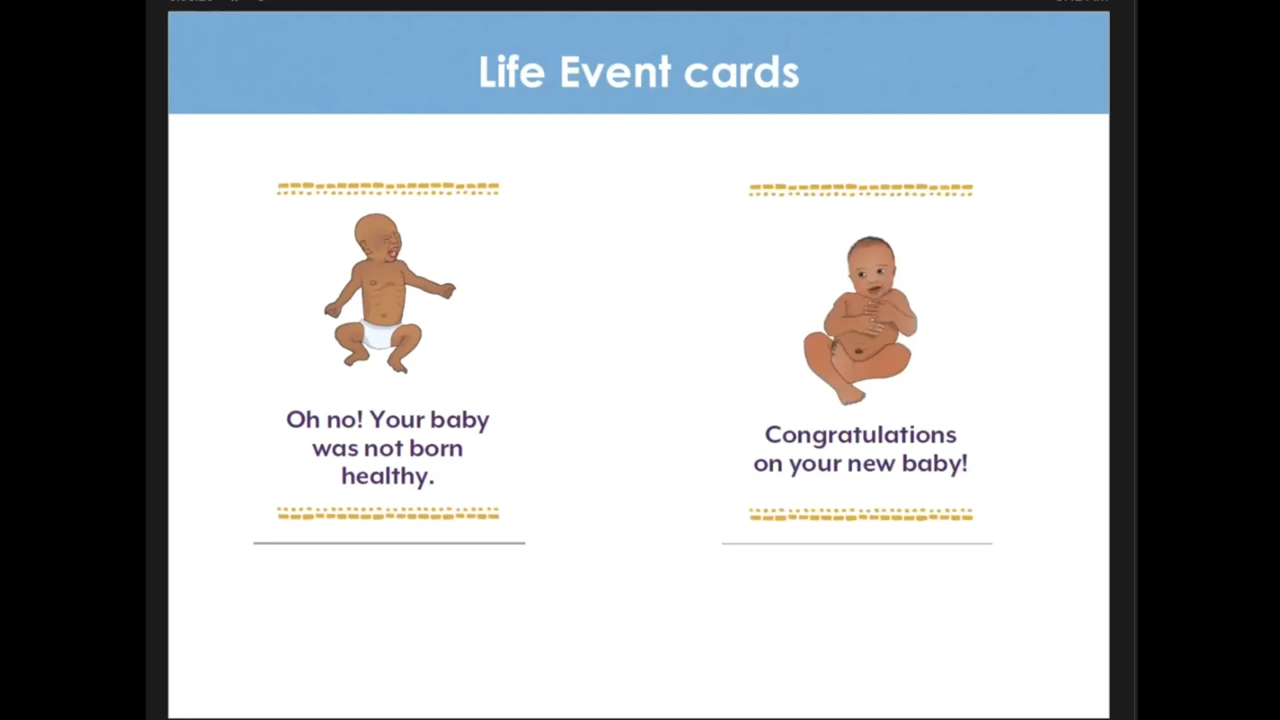 Life Event cards
Oh no! Your baby
was not born
healthy.
Congratulations
on your new baby!